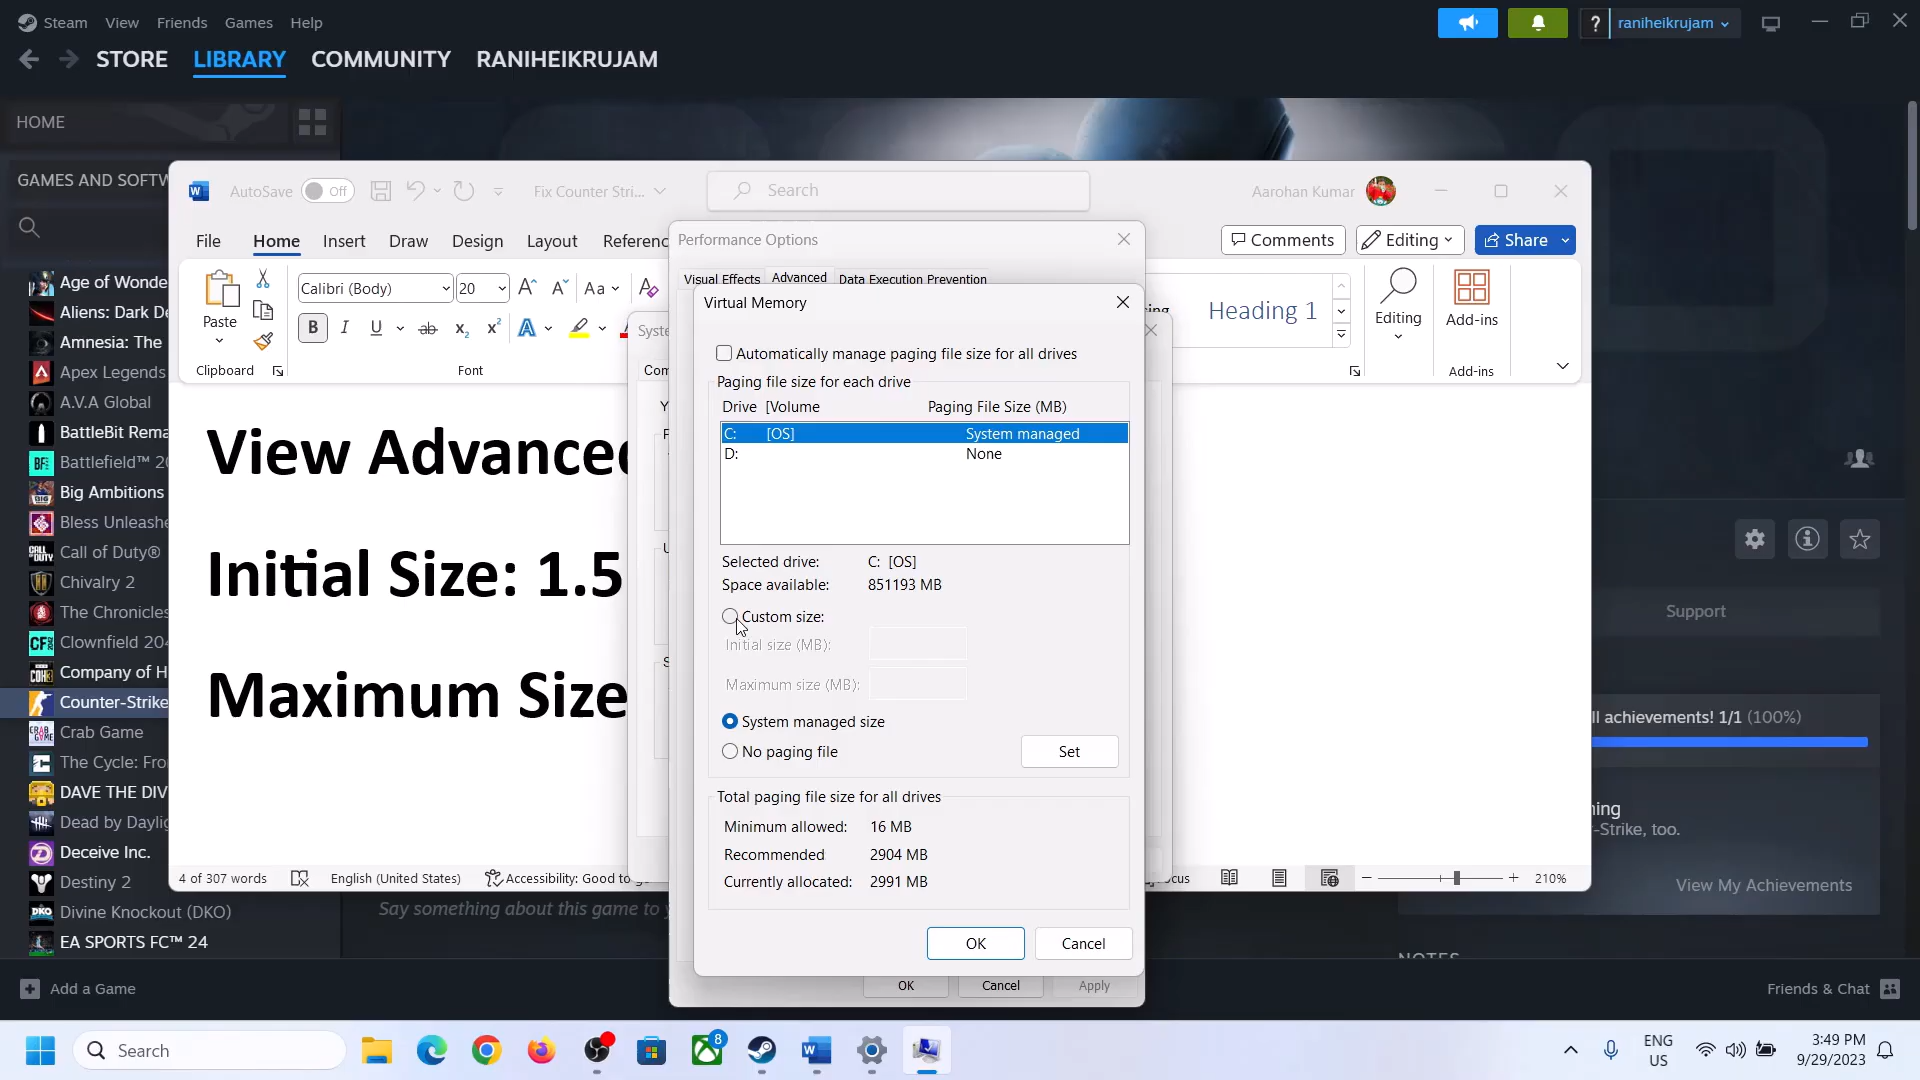 Steam View Friends Games Help
? raniheikrujam
STORE LIBRARY COMMUNITY RANIHEIKRUJAM
HOME
GAMES AND SOFTW
Age of Wonde
Aliens: Dark De
Amnesia: The
Apex Legends
A.V.A Global
BattleBit Rema
Battlefield™ 20
Big Ambitions
Bless Unleashe
Call of Duty®
Chivalry 2
The Chronicles
Clownfield 204
Company of H
Counter-Strike
Crab Game
The Cycle: Fro
DAVE THE DIV
Dead by Daylig
Deceive Inc.
Destiny 2
Divine Knockout (DKO)
EA SPORTS FC™ 24
AutoSave Off Fix Counter Stri... Search Aarohan Kumar
File Home Insert Draw Design Layout Referenc
Comments Editing Share
Paste
Clipboard
Calibri (Body) 20
Font
Heading 1
Editing
Add-ins
Add-ins
View Advanced
Initial Size: 1.5
Maximum Size
4 of 307 words English (United States) Accessibility: Good to g 210%
Performance Options
Visual Effects Advanced Data Execution Prevention
Syste
Com
Virtual Memory
Automatically manage paging file size for all drives
Paging file size for each drive
Drive [Volume Paging File Size (MB)
C: [OS] System managed
D: None
Selected drive: C: [OS]
Space available: 851193 MB
Custom size:
Initial size (MB):
Maximum size (MB):
System managed size
No paging file Set
Total paging file size for all drives
Minimum allowed: 16 MB
Recommended 2904 MB
Currently allocated: 2991 MB
OK Cancel
OK Cancel Apply
Support
ll achievements! 1/1 (100%)
-Strike, too.
View My Achievements
Say something about this game to y
NOTES
Add a Game
Friends & Chat
Search
8
ENG
US
3:49 PM
9/29/2023